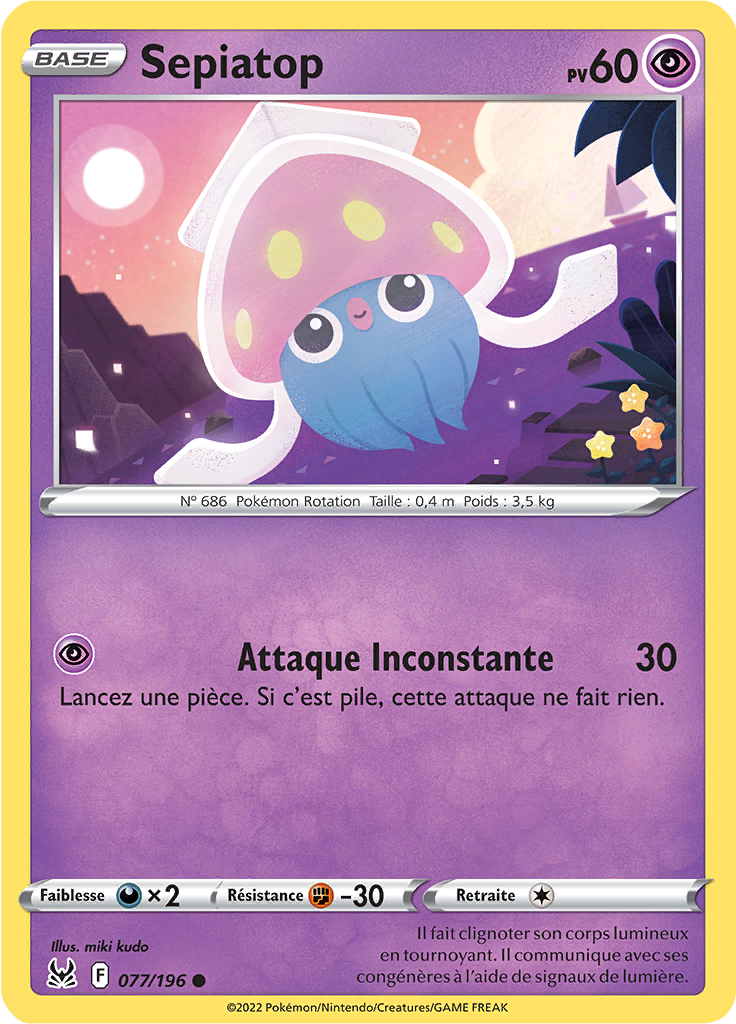 BASE Sepiatop PV60
Nº 686 Pokémon Rotation Taille : 0,4 m Poids : 3,5 kg
Attaque Inconstante 30
Lancez une pièce. Si c'est pile, cette attaque ne fait rien.
Faiblesse ×2 Résistance -30 Retraite
Il fait clignoter son corps lumineux
en tournoyant. Il communique avec ses
congénères à l'aide de signaux de lumière.
Illus. miki kudo
F 077/196
©2022 Pokémon/Nintendo/Creatures/GAME FREAK